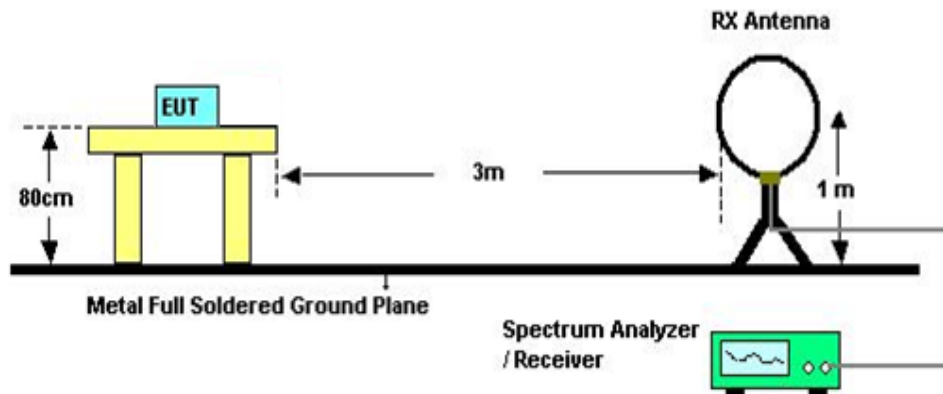 RX Antenna
EUT
3m
80cm
1 m
Metal Full Soldered Ground Plane
Spectrum Analyzer
/ Receiver